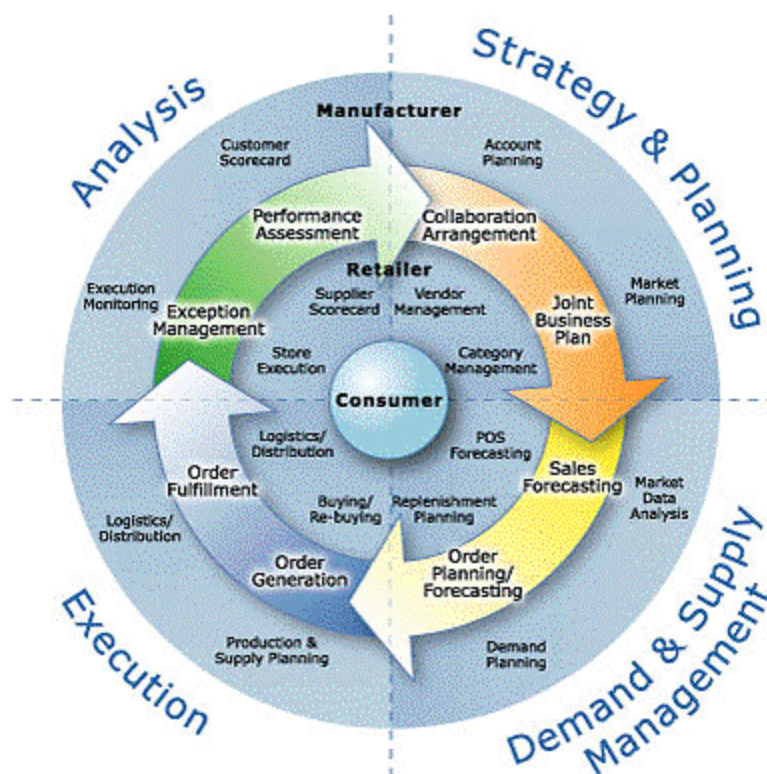 Analysis
Strategy & Planning
Manufacturer
Customer
Scorecard
Account
Planning
Performance
Assessment
Collaboration
Arrangement
Retailer
Execution
Monitoring
Exception
Management
Supplier
Scorecard
Vendor
Management
Joint
Business
Plan
Market
Planning
Store
Execution
Category
Management
Consumer
Logistics/
Distribution
POS
Forecasting
Order
Fulfillment
Sales
Forecasting
Logistics/
Distribution
Buying/
Re-buying
Replenishment
Planning
Market
Data
Analysis
Order
Generation
Order
Planning/
Forecasting
Production &
Supply Planning
Demand
Planning
Execution
Demand & Supply
Management